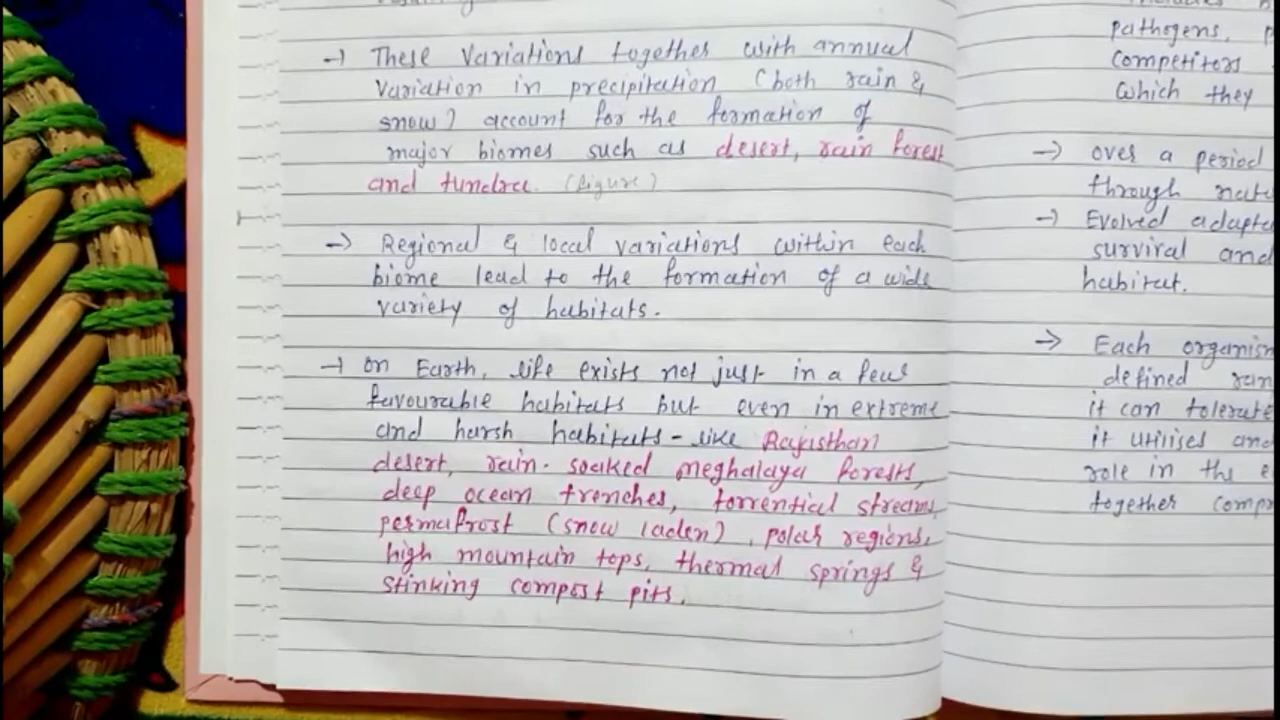 → These Variations together with annual
Variation in precipitation (both rain &
snow) account for the formation of
major biomes such as desert, rain forest
and tundra. (figure)
→ Regional & local variations within each
biome lead to the formation of a wide
variety of habitats.
→ On Earth, life exists not just in a few
favourable habitats but even in extreme
and harsh habitats - like Rajasthan
desert, rain-soaked meghalaya forests,
deep ocean trenches, torrential streams,
permafrost (snow laden), polar regions,
high mountain tops, thermal springs &
stinking compost pits.
pathogens, p
competitors
which they
→ over a period
through natu
→ Evolved adapta
survival and
habitat.
→ Each organism
defined ran
it can tolerate
it utilises and
role in the e
together compr